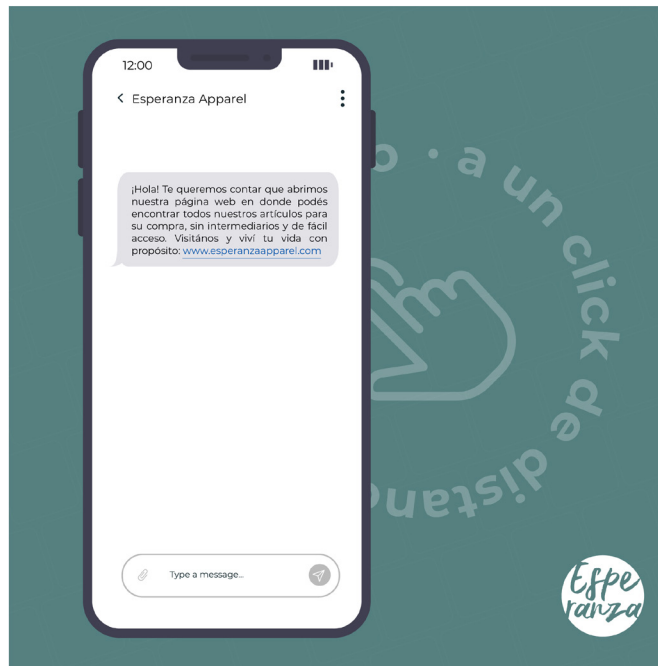 12:00
Esperanza Apparel
¡Hola! Te queremos contar que abrimos
nuestra página web en donde podés
encontrar todos nuestros artículos para
su compra, sin intermediarios y de fácil
acceso. Visitános y viví tu vida con
propósito: www.esperanzaapparel.com
Type a message...
· a un click de
Espe
ranza